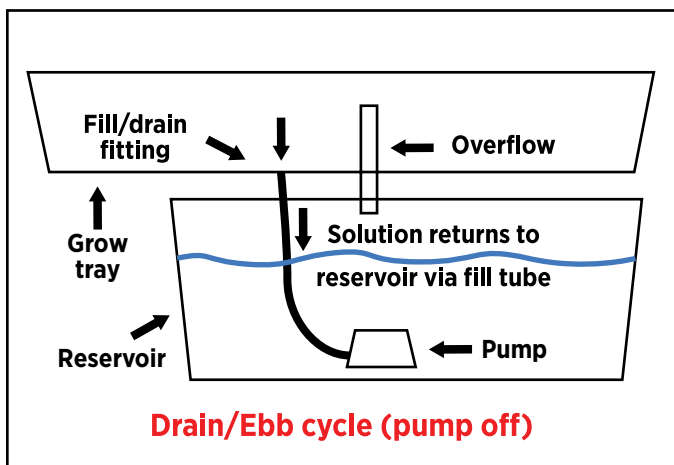 Fill/drain
fitting
Overflow
Grow
tray
Solution returns to
reservoir via fill tube
Reservoir
Pump
Drain/Ebb cycle (pump off)